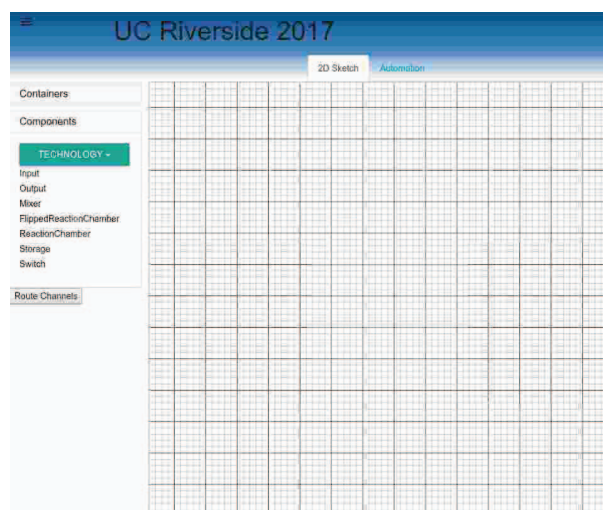 UC Riverside 2017
2D Sketch Automation
Containers
Components
TECHNOLOGY
Input
Output
Mixer
FlippedReactionChamber
ReactionChamber
Storage
Switch
Route Channels